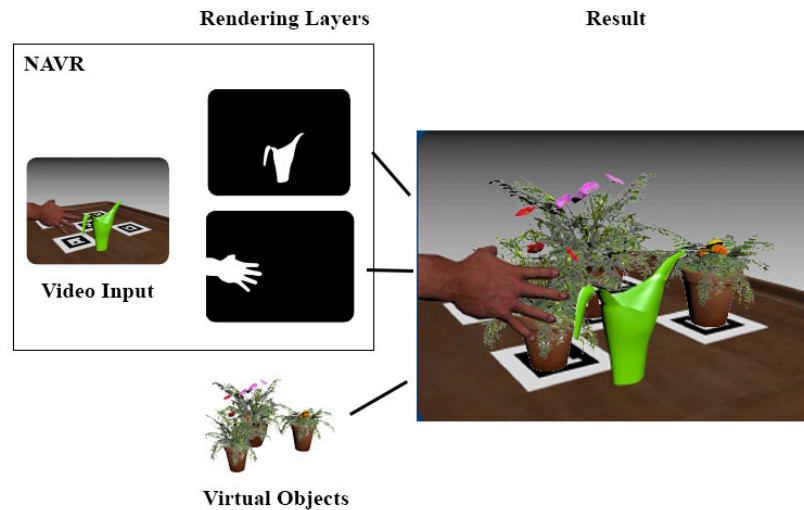 Rendering Layers
Result
NAVR
Video Input
Virtual Objects